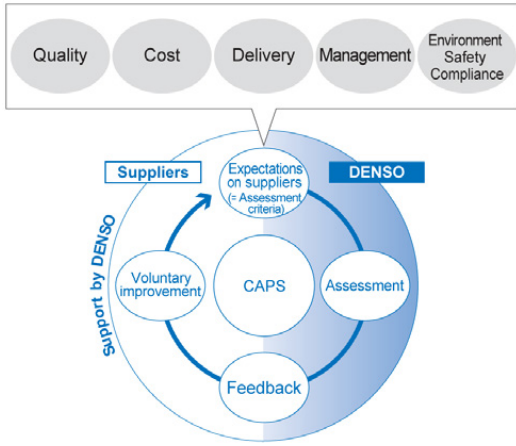 Quality
Cost
Delivery
Management
Environment
Safety
Compliance
Suppliers
DENSO
Expectations
on suppliers
(= Assessment
criteria)
Support by DENSO
Voluntary
improvement
CAPS
Assessment
Feedback